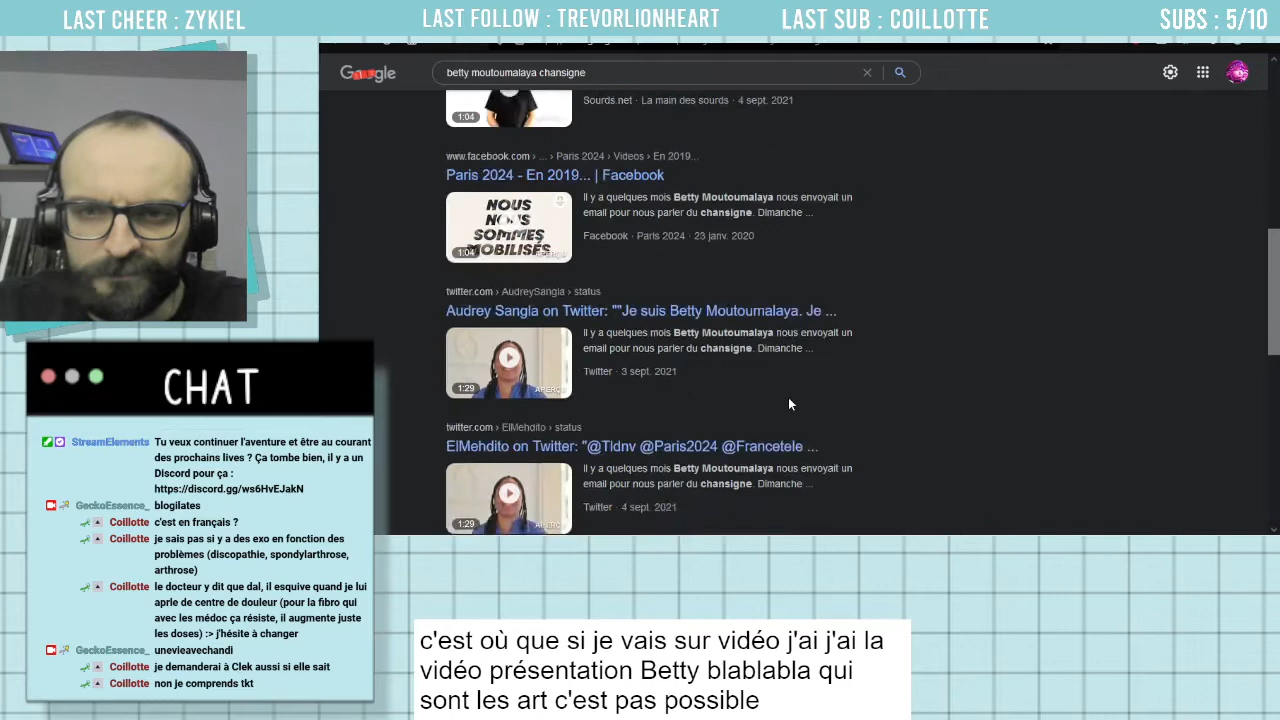 LAST CHEER : ZYKIEL
LAST FOLLOW : TREVORLIONHEART
LAST SUB : COILLOTTE
SUBS : 5/10
Google
betty moutoumalaya chansigne
1:04
Sourds.net · La main des sourds · 4 sept. 2021
www.facebook.com › ... › Paris 2024 › Videos › En 2019...
Paris 2024 - En 2019... | Facebook
NOUS
NOUS
SOMMES
MOBILISÉS
1:04
APERÇU
Il y a quelques mois Betty Moutoumalaya nous envoyait un
email pour nous parler du chansigne. Dimanche ...
Facebook · Paris 2024 · 23 janv. 2020
twitter.com › AudreySangla › status
Audrey Sangla on Twitter: ""Je suis Betty Moutoumalaya. Je ...
1:29
APERÇU
Il y a quelques mois Betty Moutoumalaya nous envoyait un
email pour nous parler du chansigne. Dimanche ...
Twitter · 3 sept. 2021
twitter.com › ElMehdito › status
ElMehdito on Twitter: "@Tldnv @Paris2024 @Francetele ...
1:29
APERÇU
Il y a quelques mois Betty Moutoumalaya nous envoyait un
email pour nous parler du chansigne. Dimanche ...
Twitter · 4 sept. 2021
CHAT
StreamElements Tu veux continuer l'aventure et être au courant
des prochains lives ? Ça tombe bien, il y a un
Discord pour ça :
https://discord.gg/ws6HvEJakN
GeckoEssence_ blogilates
Coillotte c'est en français ?
Coillotte je sais pas si y a des exo en fonction des
problèmes (discopathie, spondylarthrose,
arthrose)
Coillotte le docteur y dit que dal, il esquive quand je lui
aprle de centre de douleur (pour la fibro qui
avec les médoc ça résiste, il augmente juste
les doses) :> j'hésite à changer
GeckoEssence_ unevieavechandi
Coillotte je demanderai à Clek aussi si elle sait
Coillotte non je comprends tkt
c'est où que si je vais sur vidéo j'ai j'ai la
vidéo présentation Betty blablabla qui
sont les art c'est pas possible